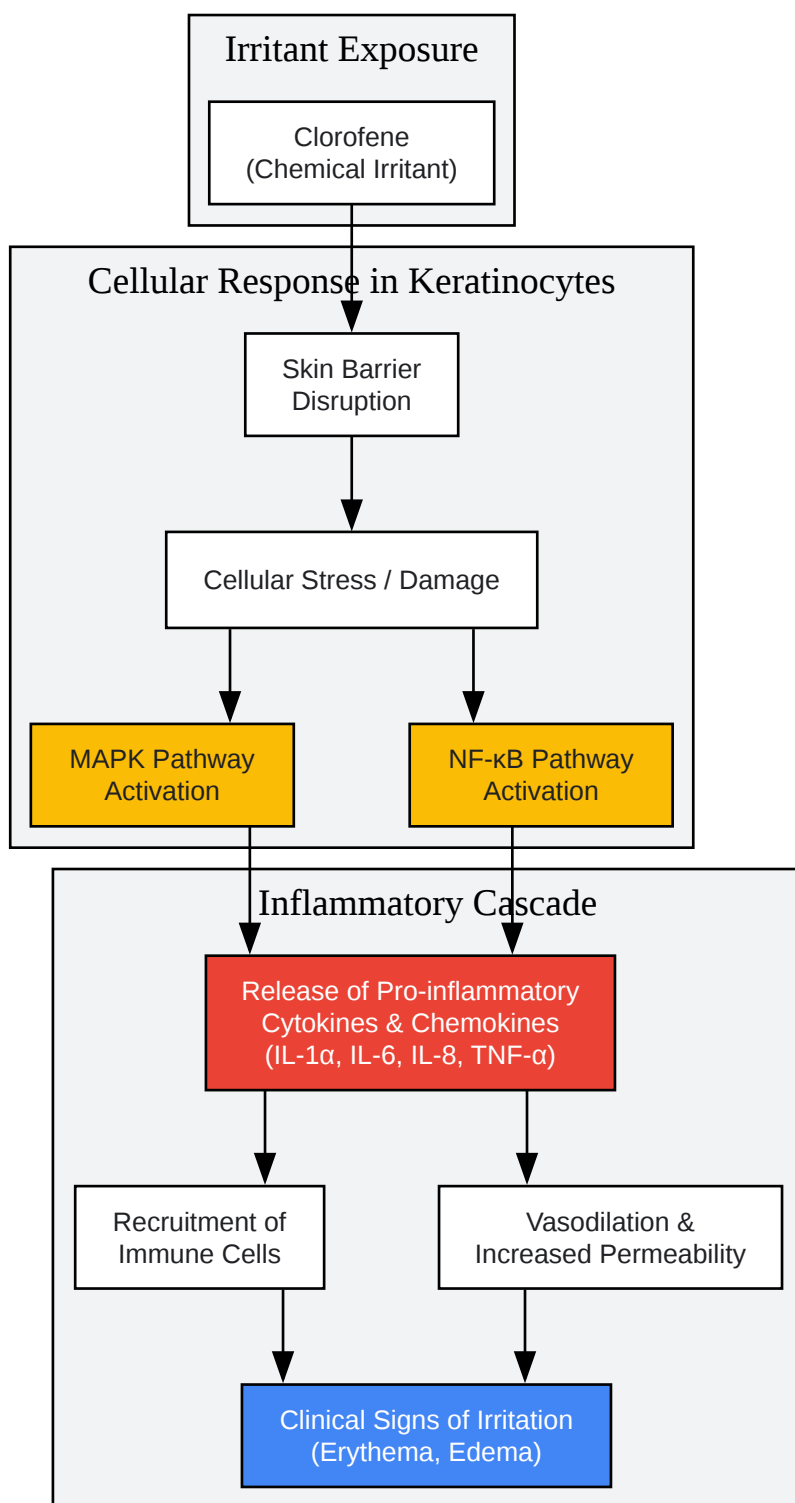 Irritant Exposure
Clorofene
(Chemical Irritant)
Cellular Response in Keratinocytes
Skin Barrier
Disruption
Cellular Stress / Damage
MAPK Pathway
Activation
NF-κB Pathway
Activation
Inflammatory Cascade
Release of Pro-inflammatory
Cytokines & Chemokines
(IL-1α, IL-6, IL-8, TNF-α)
Recruitment of
Immune Cells
Vasodilation &
Increased Permeability
Clinical Signs of Irritation
(Erythema, Edema)